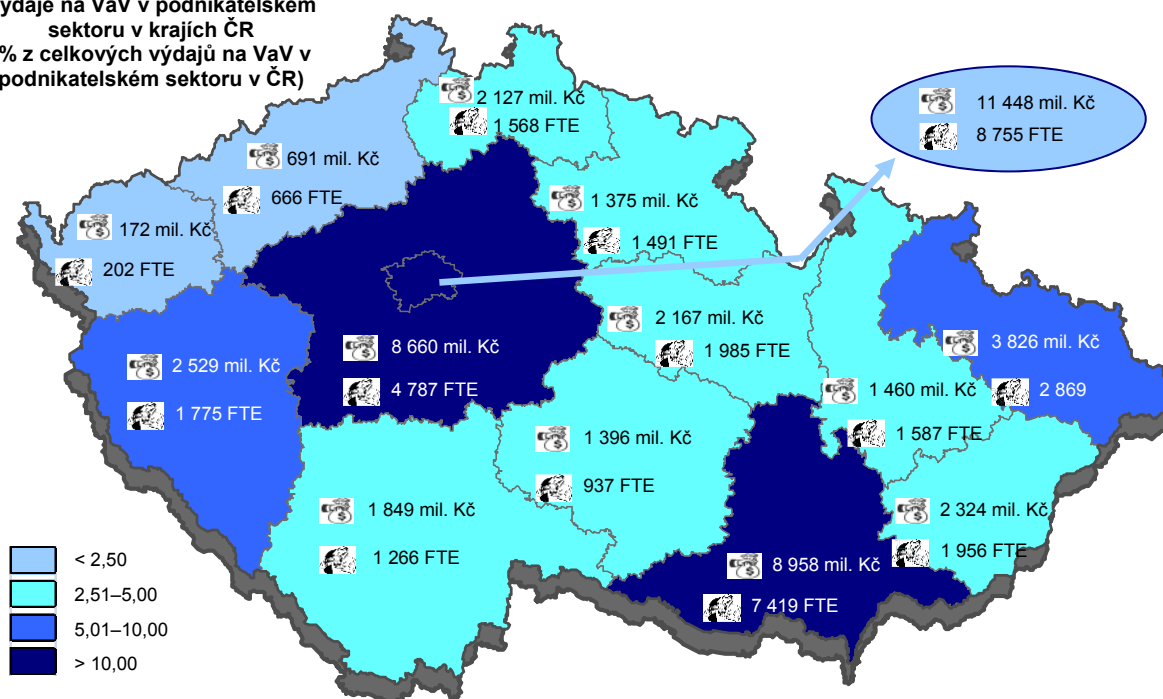 ýdaje na VaV v podnikatelském
sektoru v krajích ČR
% z celkových výdajů na VaV v
podnikatelském sektoru v ČR)
2 127 mil. Kč
1 568 FTE
11 448 mil. Kč
8 755 FTE
691 mil. Kč
666 FTE
172 mil. Kč
202 FTE
1 375 mil. Kč
1 491 FTE
2 167 mil. Kč
1 985 FTE
8 660 mil. Kč
4 787 FTE
2 529 mil. Kč
1 775 FTE
3 826 mil. Kč
2 869
1 460 mil. Kč
1 587 FTE
1 396 mil. Kč
937 FTE
1 849 mil. Kč
1 266 FTE
2 324 mil. Kč
1 956 FTE
8 958 mil. Kč
7 419 FTE
< 2,50
2,51–5,00
5,01–10,00
> 10,00